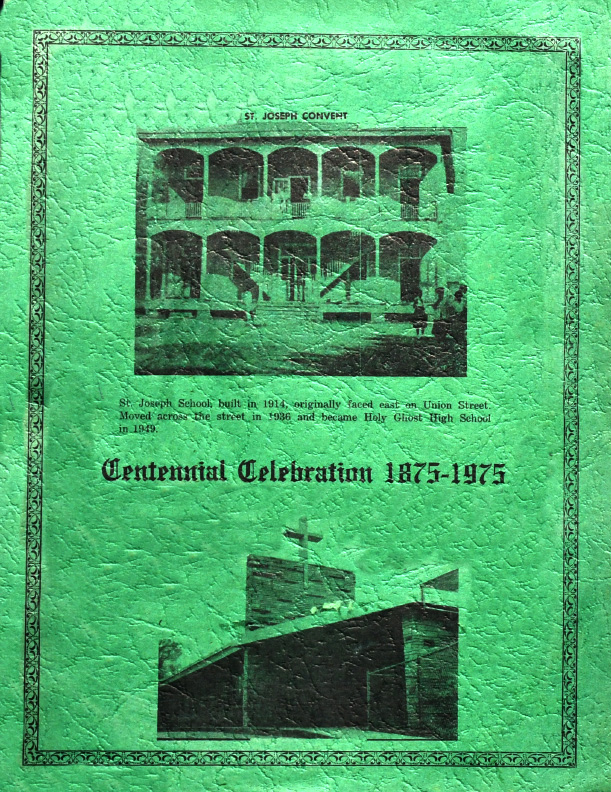 ST. JOSEPH CONVENT
St. Joseph School, built in 1914, originally faced east on Union Street.
Moved across the street in 1936 and became Holy Ghost High School
in 1949.
Centennial Celebration 1875-1975